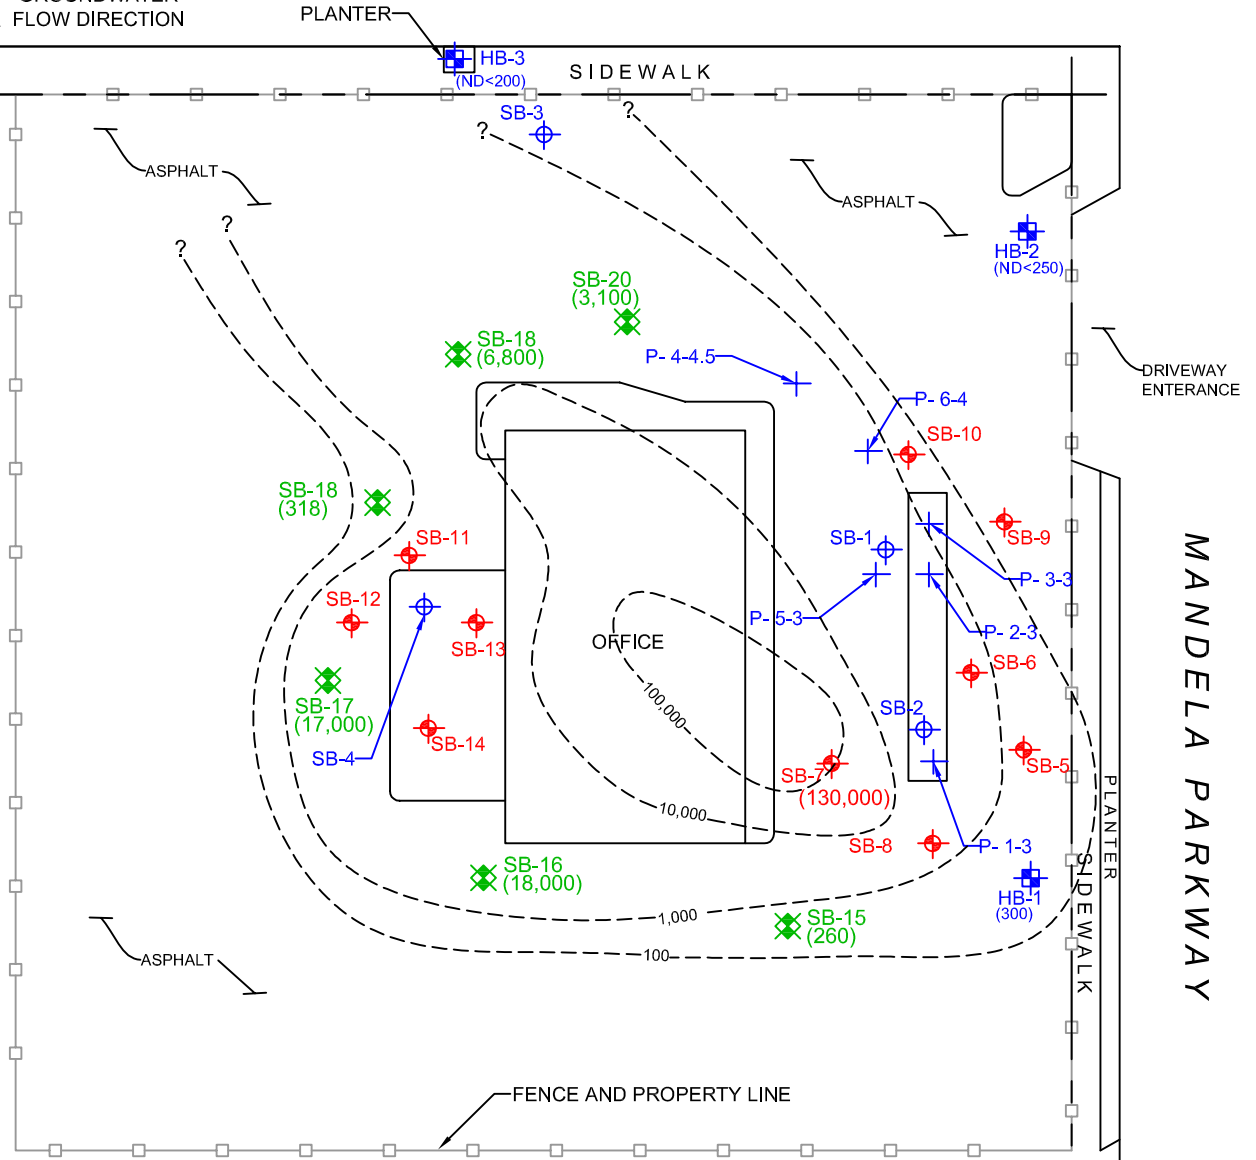 GROUNDWATER
FLOW DIRECTION
PLANTER
HB-3
(ND<200)
SIDEWALK
SB-3
?
?
ASPHALT
ASPHALT
?
?
HB-2
(ND<250)
SB-20
(3,100)
SB-18
(6,800)
P- 4-4.5
DRIVEWAY
ENTERANCE
P- 6-4
SB-10
SB-18
(318)
SB-11
SB-1
SB-9
P- 3-3
SB-12
SB-13
OFFICE
P- 5-3
P- 2-3
SB-6
SB-17
(17,000)
100,000
SB-2
SB-14
SB-4
SB-7
(130,000)
SB-5
10,000
SB-8
P- 1-3
SB-16
(18,000)
HB-1
(300)
1,000
SB-15
(260)
100
ASPHALT
PLANTER
SIDEWALK
MANDELA PARKWAY
FENCE AND PROPERTY LINE